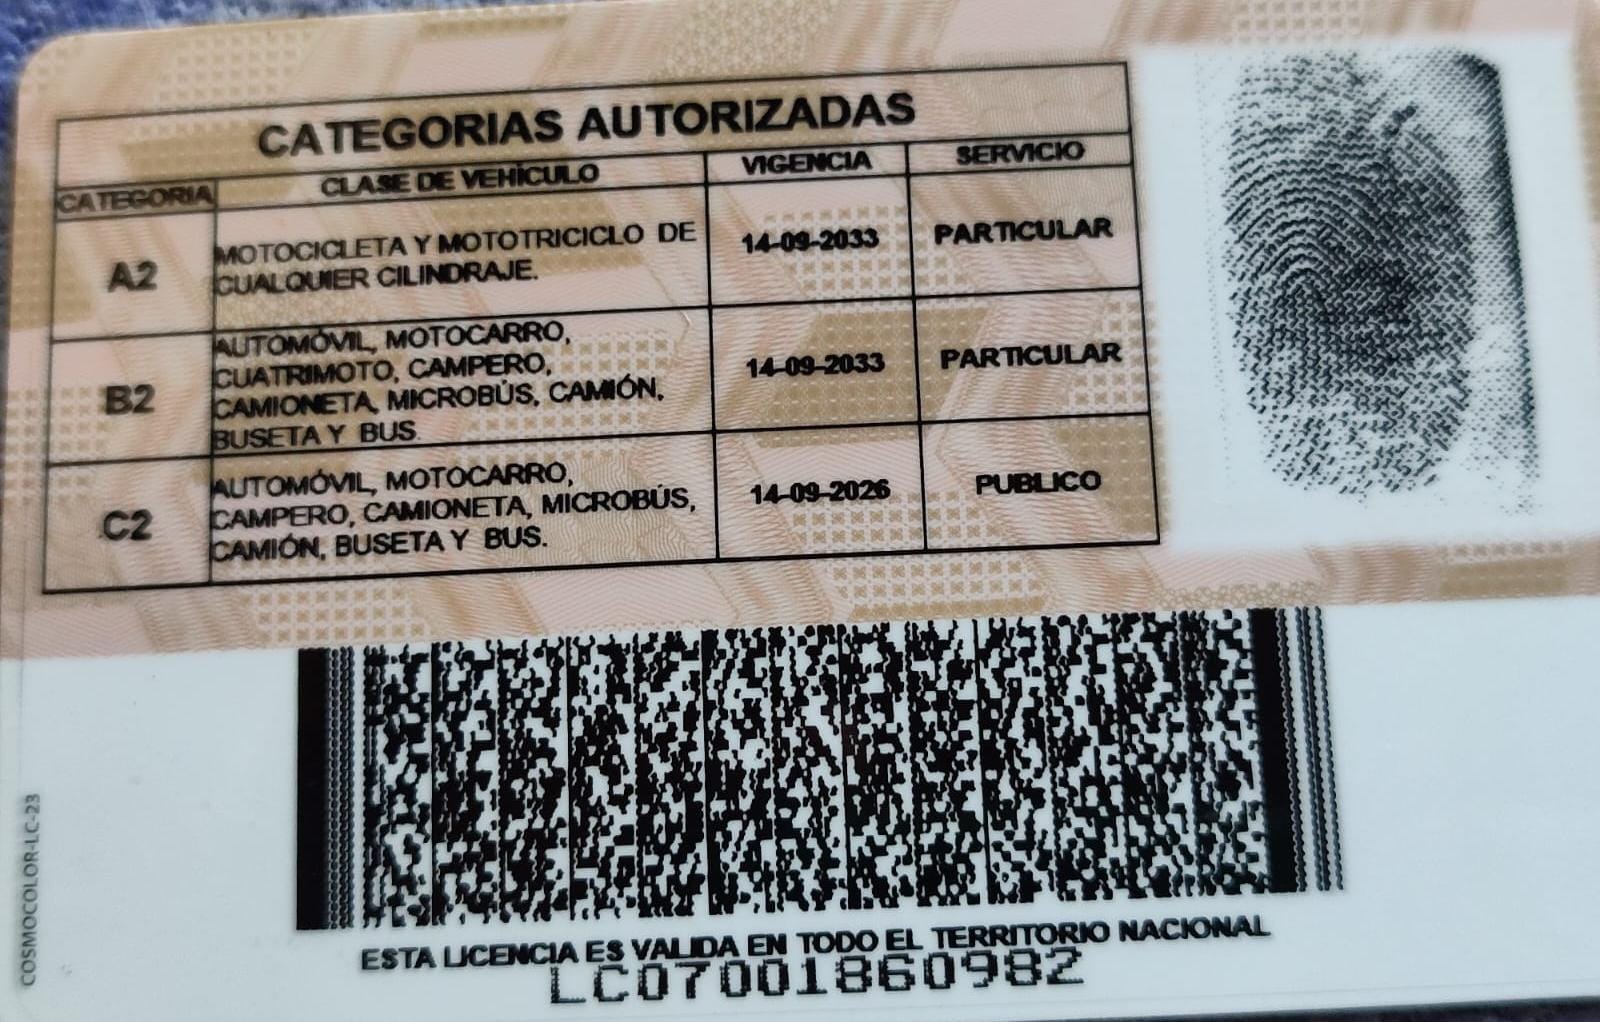 CATEGORIAS AUTORIZADAS
CATEGORIA CLASE DE VEHÍCULO VIGENCIA SERVICIO
A2 MOTOCICLETA Y MOTOTRICICLO DE 14-09-2033 PARTICULAR
CUALQUIER CILINDRAJE.
B2 AUTOMÓVIL, MOTOCARRO, 14-09-2033 PARTICULAR
CUATRIMOTO, CAMPERO,
CAMIONETA, MICROBÚS, CAMIÓN,
BUSETA Y BUS.
C2 AUTOMÓVIL, MOTOCARRO, 14-09-2026 PUBLICO
CAMPERO, CAMIONETA, MICROBÚS,
CAMIÓN, BUSETA Y BUS.
ESTA LICENCIA ES VALIDA EN TODO EL TERRITORIO NACIONAL
LC07001860982
COSMOCOLOR-LC-23